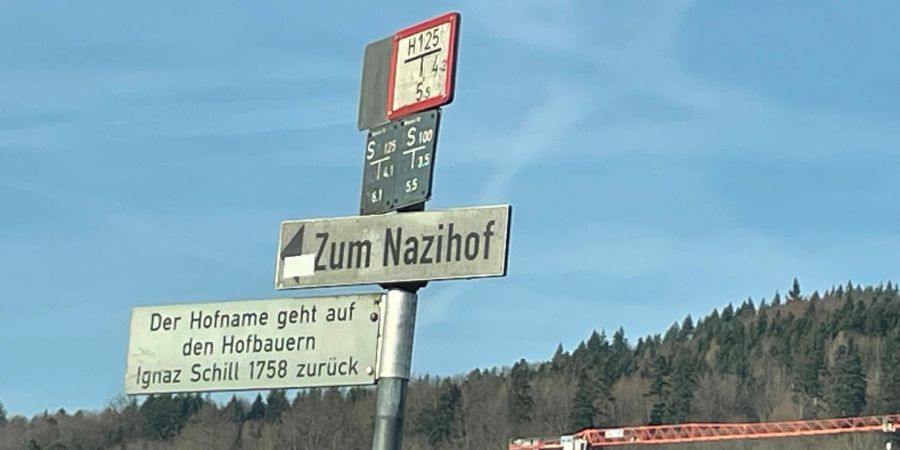 H125
4.2
5.5
S 125
4.1
6.1
S 100
3.5
5.5
Zum Nazihof
Der Hofname geht auf
den Hofbauern
Ignaz Schill 1758 zurück